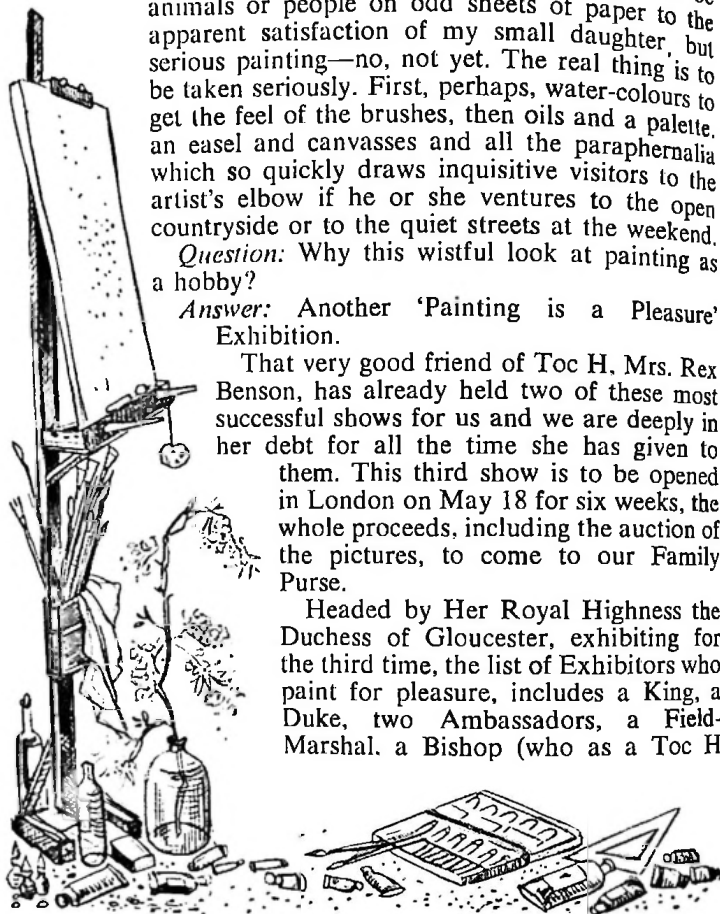 animals or people on odd sheets of paper to the
apparent satisfaction of my small daughter, but
serious painting—no, not yet. The real thing is to
be taken seriously. First, perhaps, water-colours to
get the feel of the brushes, then oils and a palette,
an easel and canvasses and all the paraphernalia
which so quickly draws inquisitive visitors to the
artist's elbow if he or she ventures to the open
countryside or to the quiet streets at the weekend.
Question: Why this wistful look at painting as
a hobby?
Answer: Another ‘Painting is a Pleasure’
Exhibition.
That very good friend of Toc H, Mrs. Rex
Benson, has already held two of these most
successful shows for us and we are deeply in
her debt for all the time she has given to
them. This third show is to be opened
in London on May 18 for six weeks, the
whole proceeds, including the auction of
the pictures, to come to our Family
Purse.
Headed by Her Royal Highness the
Duchess of Gloucester, exhibiting for
the third time, the list of Exhibitors who
paint for pleasure, includes a King, a
Duke, two Ambassadors, a Field-
Marshal, a Bishop (who as a Toc H